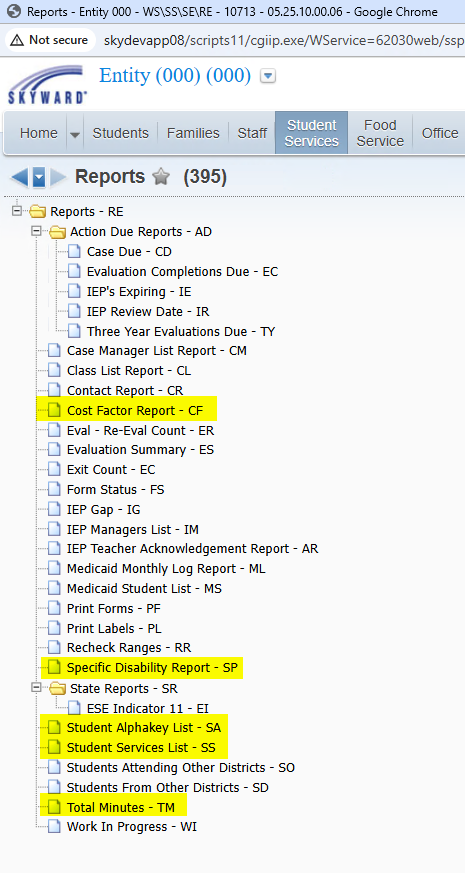 Reports - Entity 000 - WS\SS\SE\RE - 10713 - 05.25.10.00.06 - Google Chrome
Not secure skydevapp08/scripts11/cgiip.exe/WService=62030web/ssp
SKYWARD Entity (000) (000)
Home Students Families Staff Student Services Food Service Office
Reports (395)
Reports - RE
Action Due Reports - AD
Case Due - CD
Evaluation Completions Due - EC
IEP's Expiring - IE
IEP Review Date - IR
Three Year Evaluations Due - TY
Case Manager List Report - CM
Class List Report - CL
Contact Report - CR
Cost Factor Report - CF
Eval - Re-Eval Count - ER
Evaluation Summary - ES
Exit Count - EC
Form Status - FS
IEP Gap - IG
IEP Managers List - IM
IEP Teacher Acknowledgement Report - AR
Medicaid Monthly Log Report - ML
Medicaid Student List - MS
Print Forms - PF
Print Labels - PL
Recheck Ranges - RR
Specific Disability Report - SP
State Reports - SR
ESE Indicator 11 - EI
Student Alphakey List - SA
Student Services List - SS
Students Attending Other Districts - SO
Students From Other Districts - SD
Total Minutes - TM
Work In Progress - WI